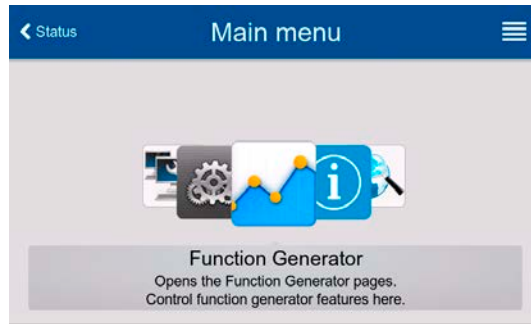 Status
Main menu
Function Generator
Opens the Function Generator pages.
Control function generator features here.